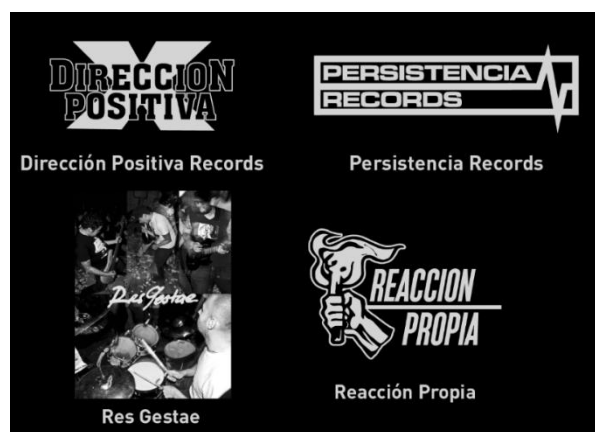 DIRECCION
POSITIVA
PERSISTENCIA
RECORDS
Dirección Positiva Records
Persistencia Records
Res Gestae
REACCION
PROPIA
Reacción Propia
Res Gestae